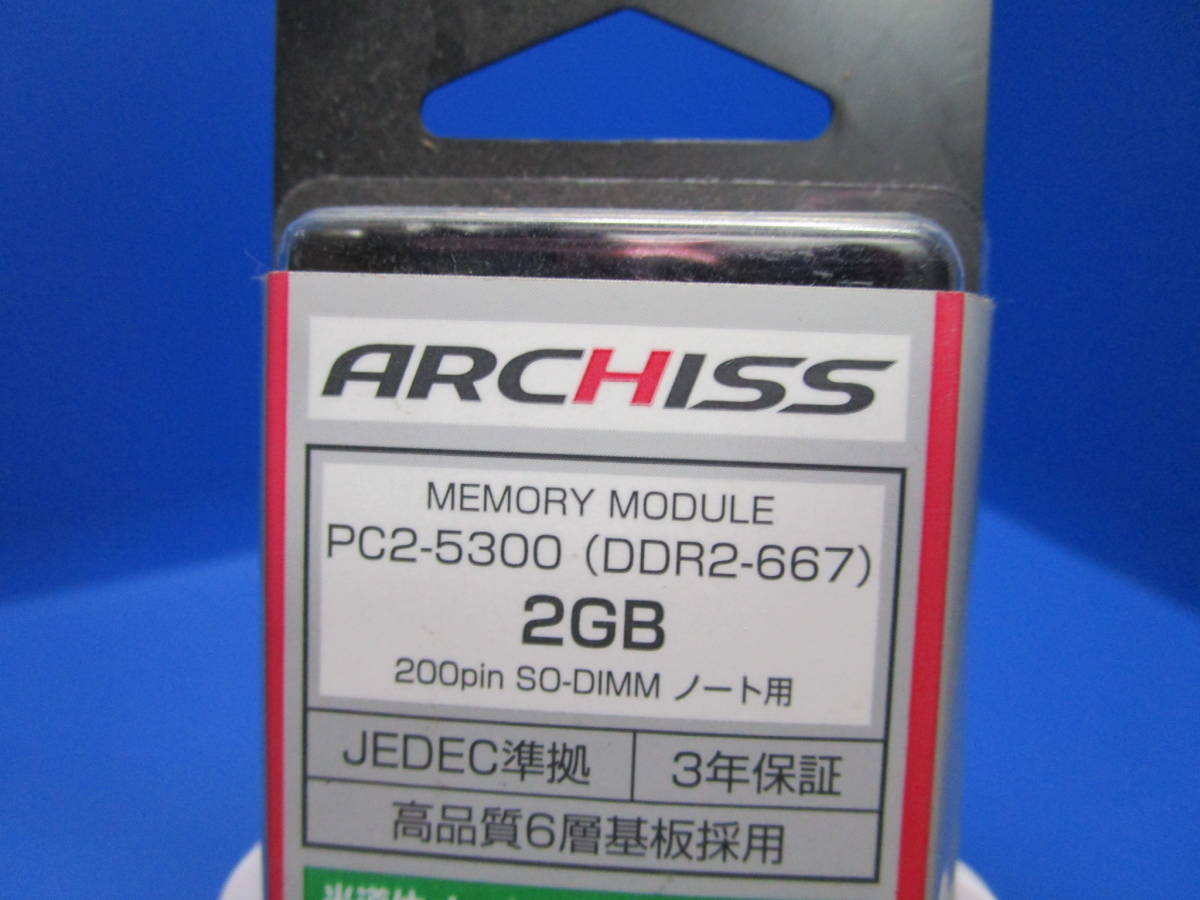 ARCHISS
MEMORY MODULE
PC2-5300 (DDR2-667)
2GB
200pin SO-DIMM ノート用
JEDEC準拠
3年保証
高品質6層基板採用